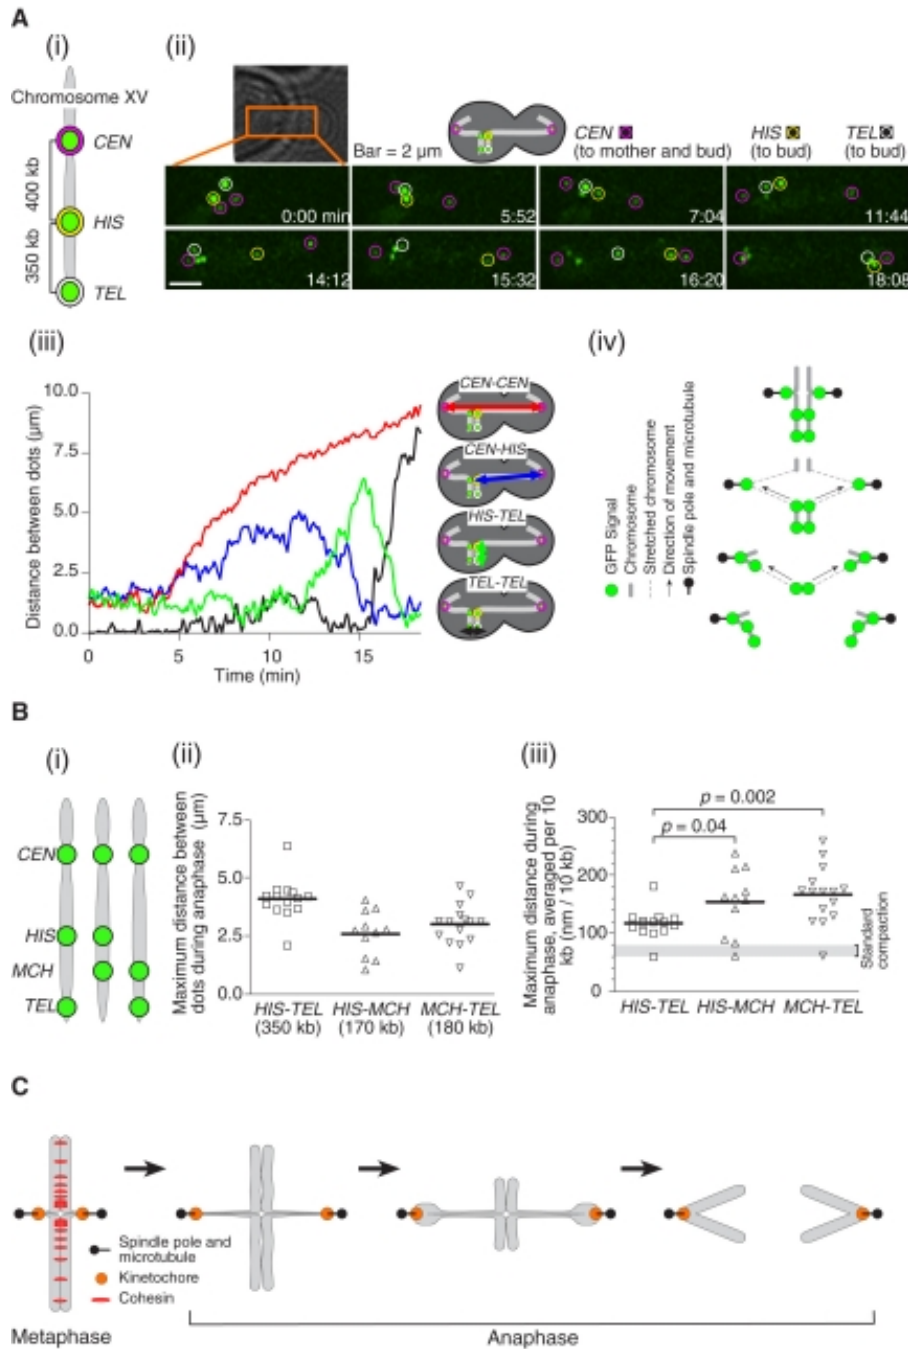 A
(i)
Chromosome XV
CEN
400 kb
HIS
350 kb
TEL
(ii)
Bar = 2 μm
CEN
(to mother and bud)
HIS
(to bud)
TEL
(to bud)
0:00 min
5:52
7:04
11:44
14:12
15:32
16:20
18:08
(iii)
Distance between dots (μm)
10.0
7.5
5.0
2.5
0.0
0
5
10
15
Time (min)
CEN-CEN
CEN-HIS
HIS-TEL
TEL-TEL
(iv)
GFP Signal
Chromosome
Stretched chromosome
Direction of movement
Spindle pole and microtubule
B
(i)
CEN
HIS
MCH
TEL
(ii)
Maximum distance between
dots during anaphase (μm)
7.5
5.0
2.5
0.0
HIS-TEL
(350 kb)
HIS-MCH
(170 kb)
MCH-TEL
(180 kb)
(iii)
Maximum distance during
anaphase, averaged per 10
kb (nm / 10 kb)
300
200
100
0
p = 0.002
p = 0.04
Standard
compaction
HIS-TEL
HIS-MCH
MCH-TEL
C
Spindle pole and
microtubule
Kinetochore
Cohesin
Metaphase
Anaphase